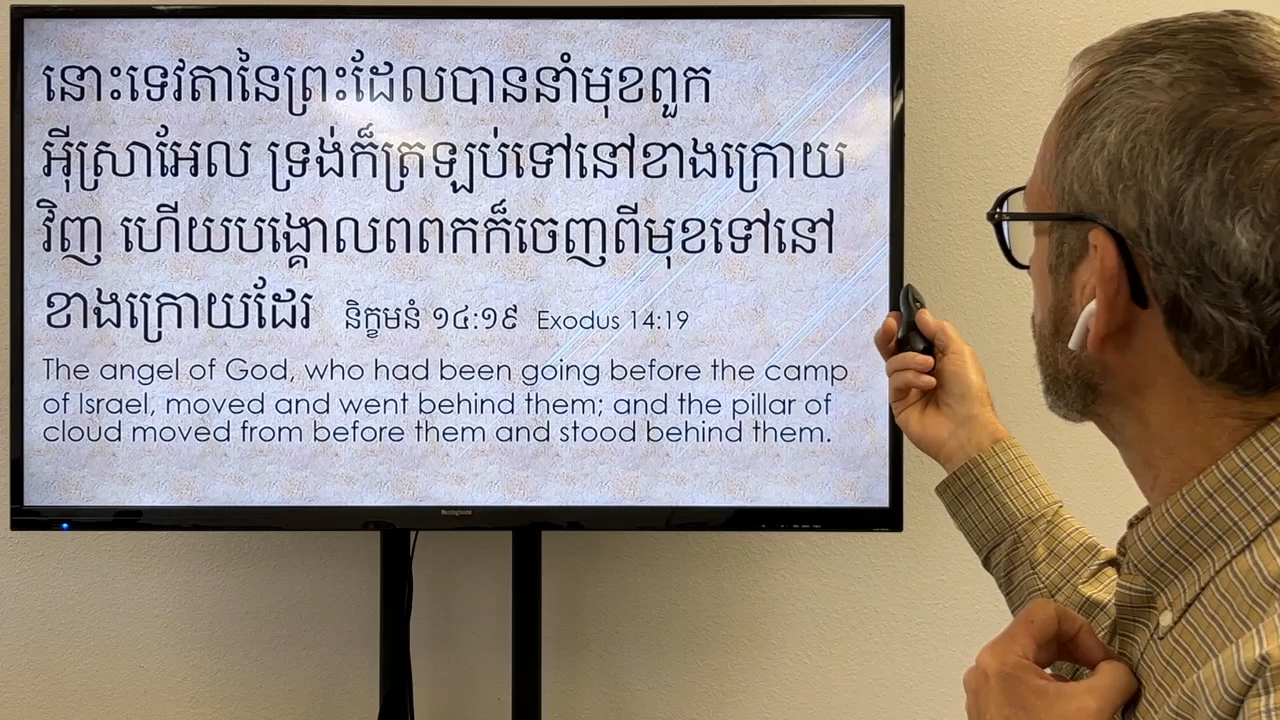 នោះទេវតានៃព្រះដែលបាននាំមុខពួក
អ៊ីស្រាអែល ទ្រង់ក៏ត្រឡប់ទៅនៅខាងក្រោយ
វិញ ហើយបង្គោលពពកក៏ចេញពីមុខទៅនៅ
ខាងក្រោយដែរ និក្ខមនំ ១៤:១៩ Exodus 14:19
The angel of God, who had been going before the camp
of Israel, moved and went behind them; and the pillar of
cloud moved from before them and stood behind them.
Westinghouse